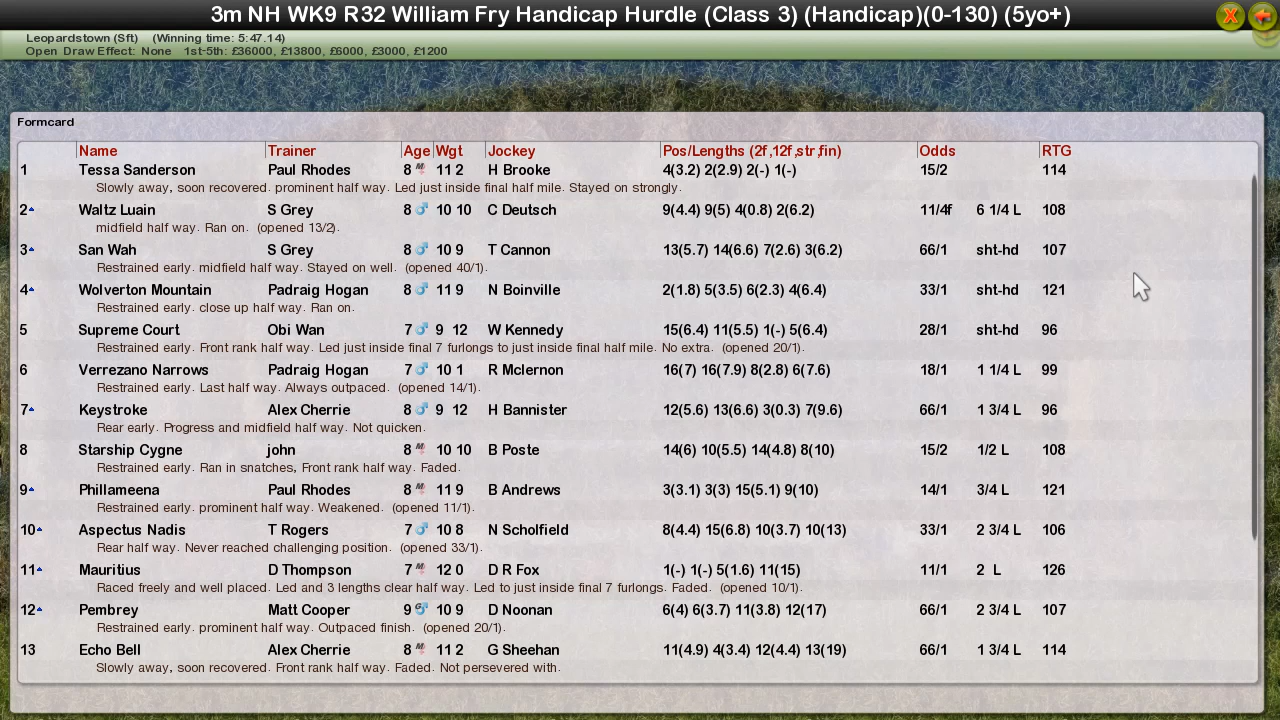 3m NH WK9 R32 William Fry Handicap Hurdle (Class 3) (Handicap)(0-130) (5yo+)
X
Leopardstown (Sft) (Winning time: 5:47.14)
Open Draw Effect: None 1st-5th: £36000, £13800, £6000, £3000, £1200
Formcard
Name Trainer Age Wgt Jockey Pos/Lengths (2f,12f,str,fin) Odds RTG
1 Tessa Sanderson Paul Rhodes 8 M 11 2 H Brooke 4(3.2) 2(2.9) 2(-) 1(-) 15/2 114
Slowly away, soon recovered. prominent half way. Led just inside final half mile. Stayed on strongly.
2 Waltz Luain S Grey 8 10 10 C Deutsch 9(4.4) 9(5) 4(0.8) 2(6.2) 11/4f 6 1/4 L 108
midfield half way. Ran on. (opened 13/2).
3 San Wah S Grey 8 10 9 T Cannon 13(5.7) 14(6.6) 7(2.6) 3(6.2) 66/1 sht-hd 107
Restrained early. midfield half way. Stayed on well. (opened 40/1).
4 Wolverton Mountain Padraig Hogan 8 11 9 N Boinville 2(1.8) 5(3.5) 6(2.3) 4(6.4) 33/1 sht-hd 121
Restrained early. close up half way. Ran on.
5 Supreme Court Obi Wan 7 9 12 W Kennedy 15(6.4) 11(5.5) 1(-) 5(6.4) 28/1 sht-hd 96
Restrained early. Front rank half way. Led just inside final 7 furlongs to just inside final half mile. No extra. (opened 20/1).
6 Verrezano Narrows Padraig Hogan 7 10 1 R Mclernon 16(7) 16(7.9) 8(2.8) 6(7.6) 18/1 1 1/4 L 99
Restrained early. Last half way. Always outpaced. (opened 14/1).
7 Keystroke Alex Cherrie 8 9 12 H Bannister 12(5.6) 13(6.6) 3(0.3) 7(9.6) 66/1 1 3/4 L 96
Rear early. Progress and midfield half way. Not quicken.
8 Starship Cygne john 8 M 10 10 B Poste 14(6) 10(5.5) 14(4.8) 8(10) 15/2 1/2 L 108
Restrained early. Ran in snatches, Front rank half way. Faded.
9 Phillameena Paul Rhodes 8 M 11 9 B Andrews 3(3.1) 3(3) 15(5.1) 9(10) 14/1 3/4 L 121
Restrained early. prominent half way. Weakened. (opened 11/1).
10 Aspectus Nadis T Rogers 7 10 8 N Scholfield 8(4.4) 15(6.8) 10(3.7) 10(13) 33/1 2 3/4 L 106
Rear half way. Never reached challenging position. (opened 33/1).
11 Mauritius D Thompson 7 M 12 0 D R Fox 1(-) 1(-) 5(1.6) 11(15) 11/1 2 L 126
Raced freely and well placed. Led and 3 lengths clear half way. Led to just inside final 7 furlongs. Faded. (opened 10/1).
12 Pembrey Matt Cooper 9 G 10 9 D Noonan 6(4) 6(3.7) 11(3.8) 12(17) 66/1 2 3/4 L 107
Restrained early. prominent half way. Outpaced finish. (opened 20/1).
13 Echo Bell Alex Cherrie 8 M 11 2 G Sheehan 11(4.9) 4(3.4) 12(4.4) 13(19) 66/1 1 3/4 L 114
Slowly away, soon recovered. Front rank half way. Faded. Not persevered with.